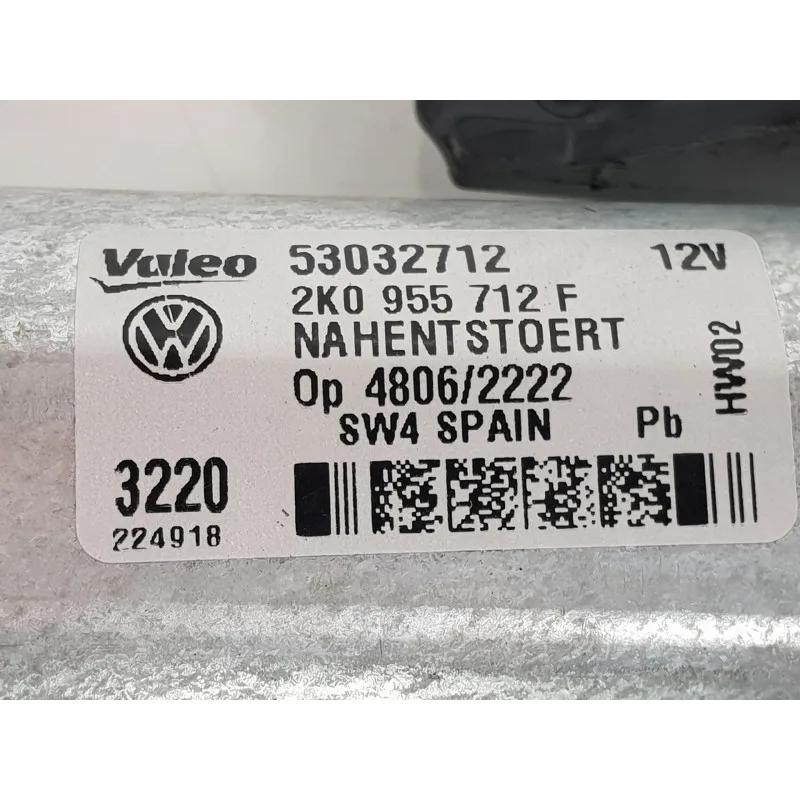 Valeo 53032712 12V
2K0 955 712 F
NAHENTSTOERT
Op 4806/2222
SW4 SPAIN Pb
HW02
3220
224918